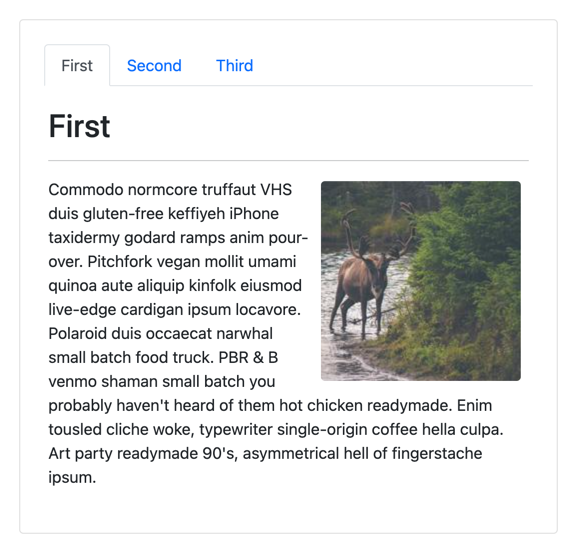 First
Second
Third
First
Commodo normcore truffaut VHS
duis gluten-free keffiyeh iPhone
taxidermy godard ramps anim pour-
over. Pitchfork vegan mollit umami
quinoa aute aliquip kinfolk eiusmod
live-edge cardigan ipsum locavore.
Polaroid duis occaecat narwhal
small batch food truck. PBR & B
venmo shaman small batch you
probably haven't heard of them hot chicken readymade. Enim
tousled cliche woke, typewriter single-origin coffee hella culpa.
Art party readymade 90's, asymmetrical hell of fingerstache
ipsum.